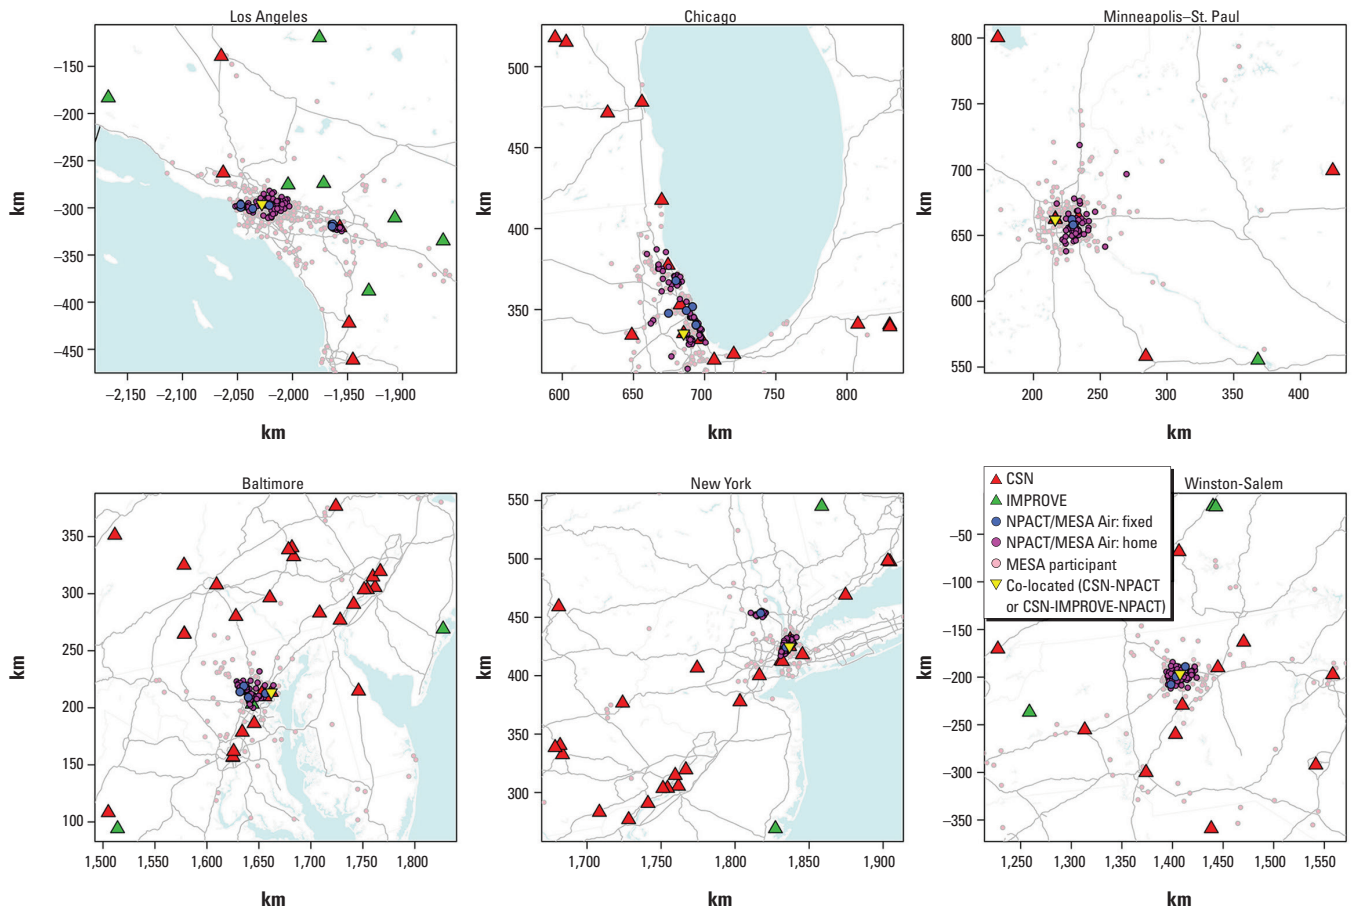 Los Angeles
Chicago
Minneapolis–St. Paul
–150
–200
–250
–300
–350
–400
–450
km
–2,150
–2,100
–2,050
–2,000
–1,950
–1,900
km
500
450
400
350
km
600
650
700
750
800
km
800
750
700
650
600
550
km
200
250
300
350
400
km
Baltimore
New York
Winston-Salem
350
300
250
200
150
100
km
1,500
1,550
1,600
1,650
1,700
1,750
1,800
km
550
500
450
400
350
300
km
1,700
1,750
1,800
1,850
1,900
km
CSN
IMPROVE
NPACT/MESA Air: fixed
NPACT/MESA Air: home
MESA participant
Co-located (CSN-NPACT
or CSN-IMPROVE-NPACT)
–50
–100
–150
–200
–250
–300
–350
km
1,250
1,300
1,350
1,400
1,450
1,500
1,550
km